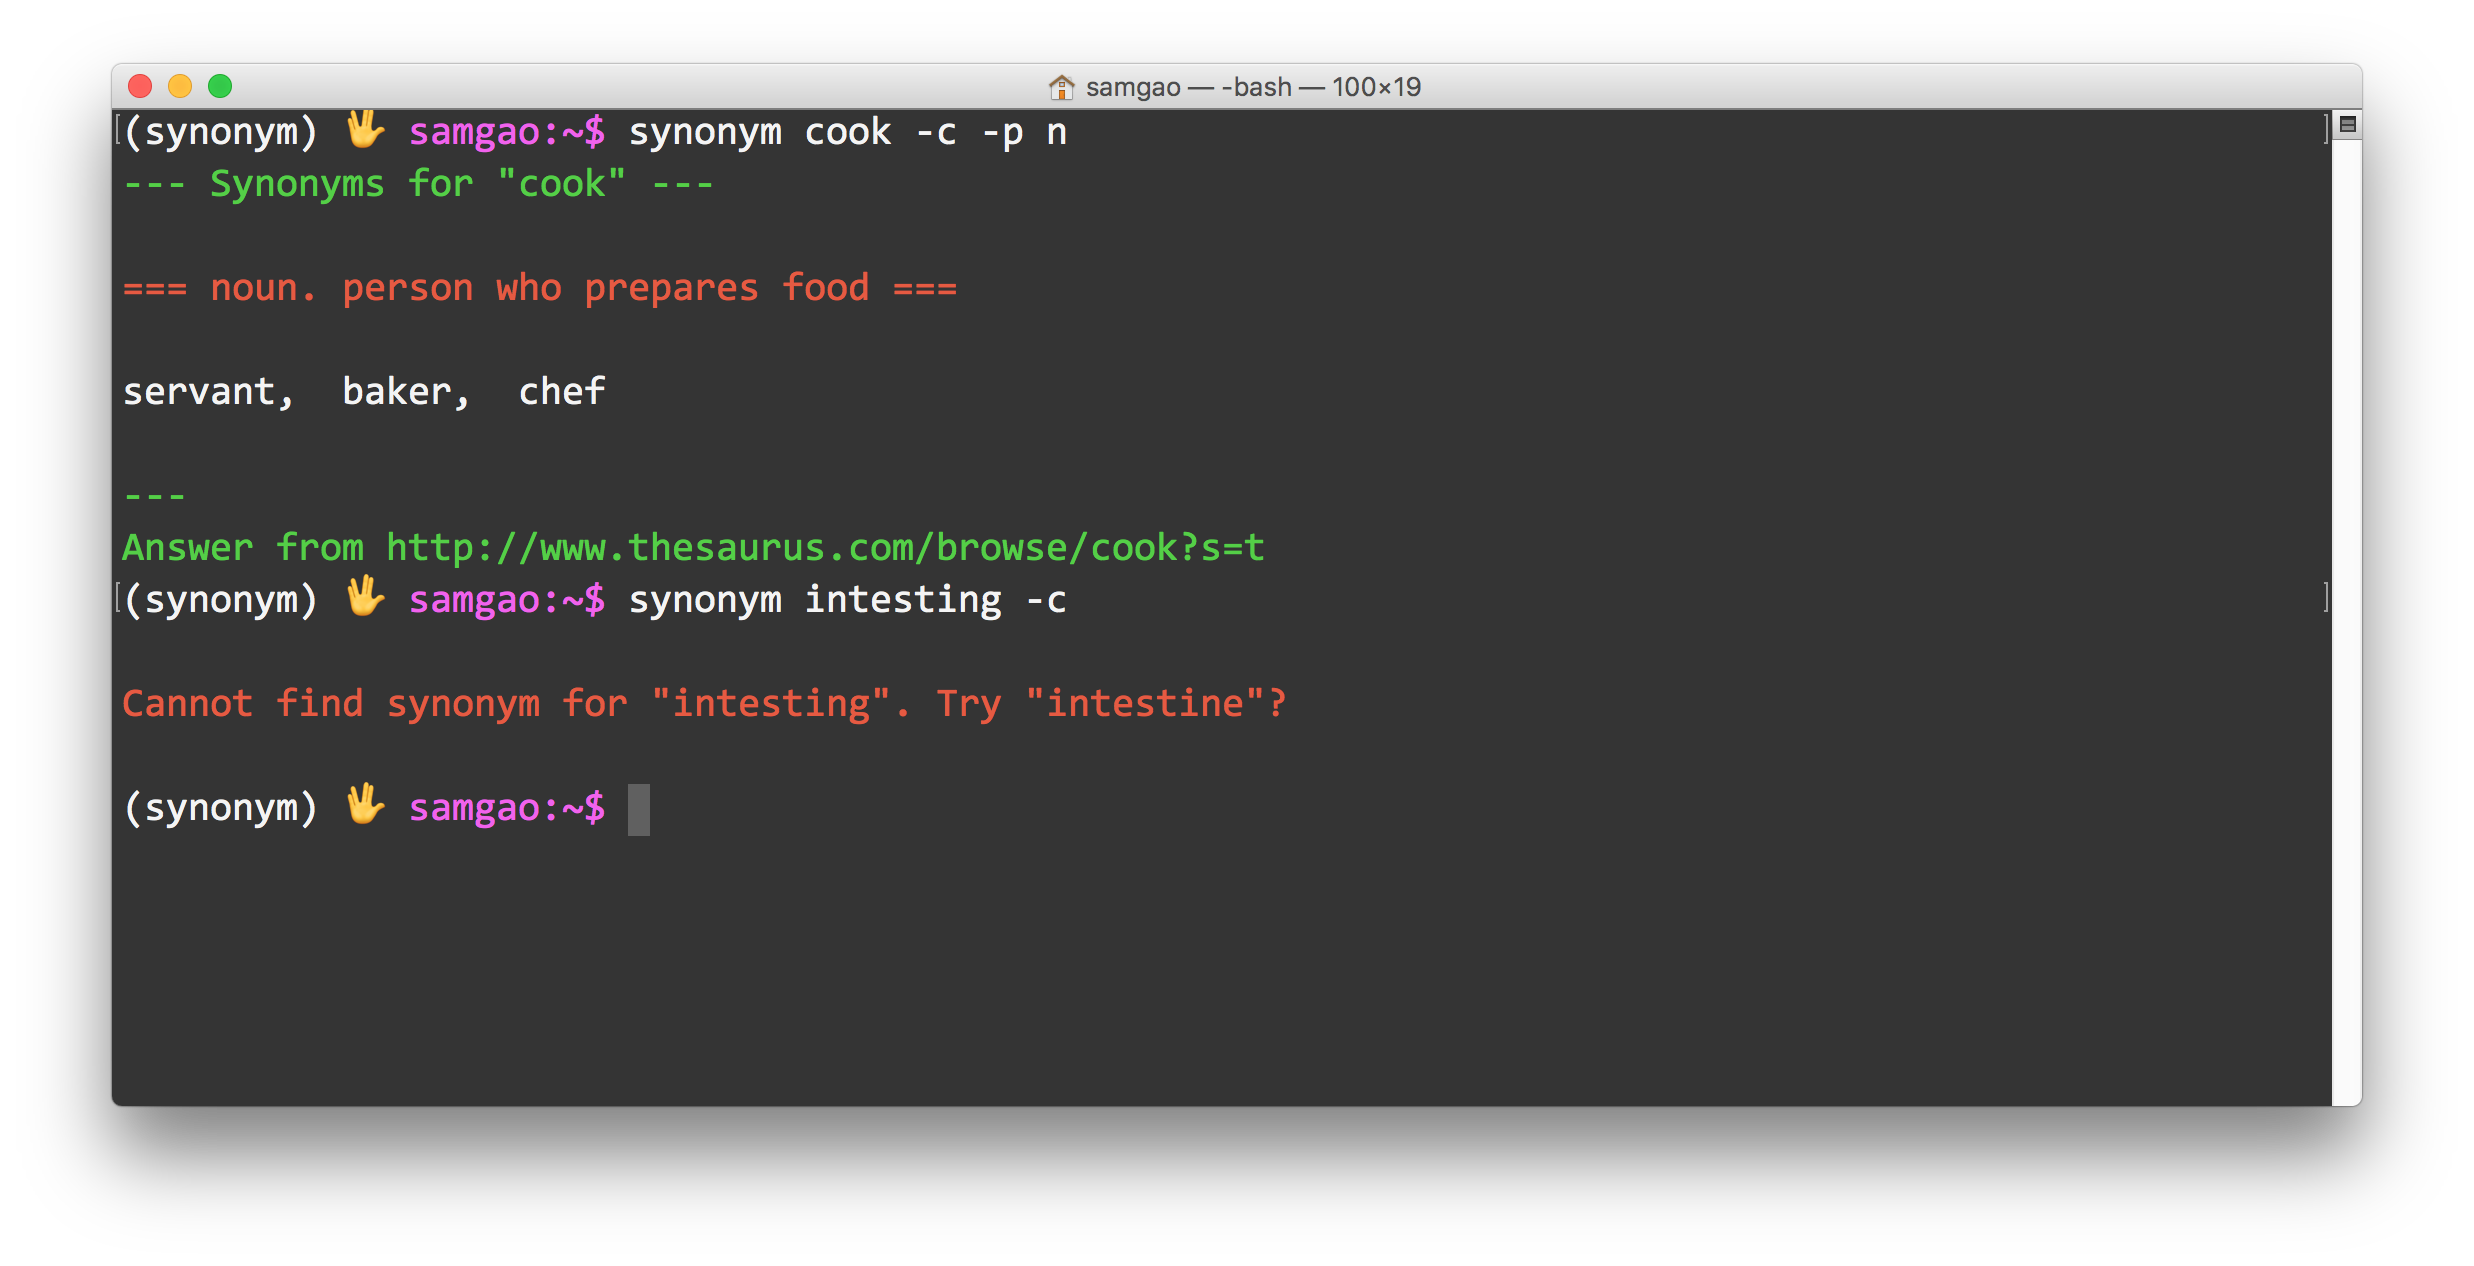 samgao — -bash — 100×19
(synonym) 🖖 samgao:~$ synonym cook -c -p n
--- Synonyms for "cook" ---
=== noun. person who prepares food ===
servant,  baker,  chef
---
Answer from http://www.thesaurus.com/browse/cook?s=t
(synonym) 🖖 samgao:~$ synonym intesting -c
Cannot find synonym for "intesting". Try "intestine"?
(synonym) 🖖 samgao:~$